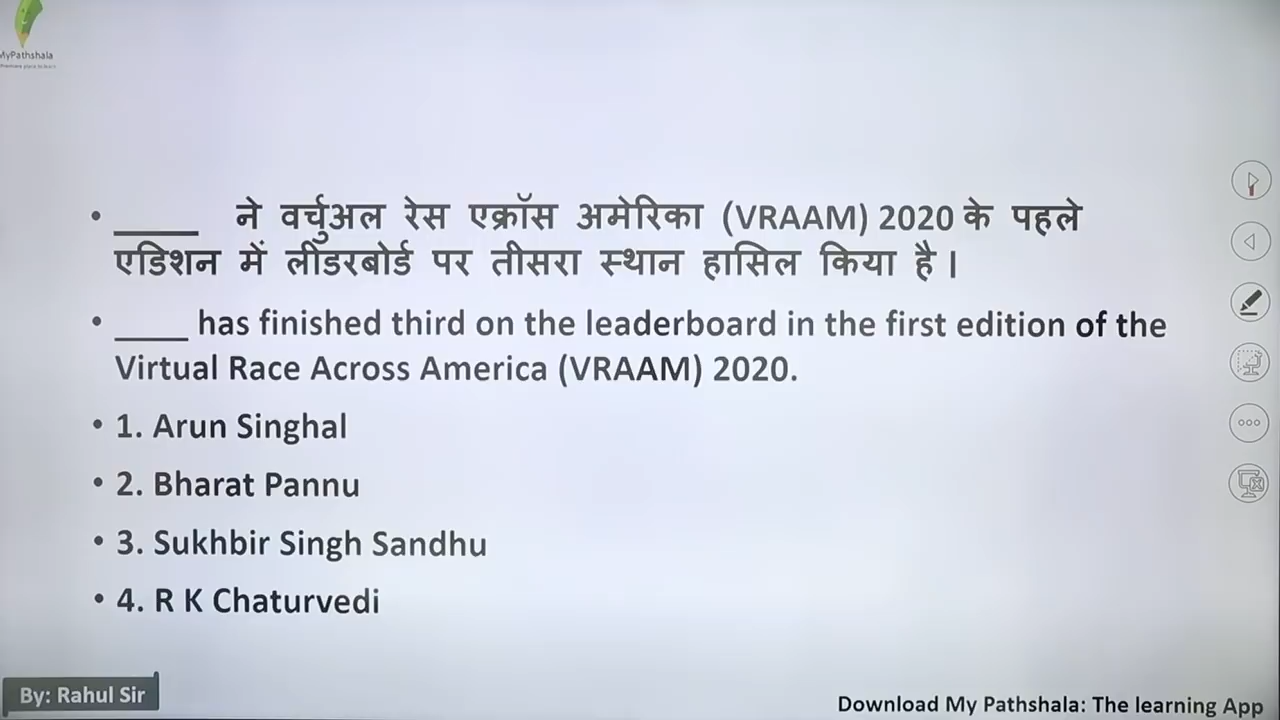 MyPathshala
• _____ ने वर्चुअल रेस एक्रॉस अमेरिका (VRAAM) 2020 के पहले
एडिशन में लीडरबोर्ड पर तीसरा स्थान हासिल किया है ।
• ____ has finished third on the leaderboard in the first edition of the
Virtual Race Across America (VRAAM) 2020.
• 1. Arun Singhal
• 2. Bharat Pannu
• 3. Sukhbir Singh Sandhu
• 4. R K Chaturvedi
By: Rahul Sir
Download My Pathshala: The learning App